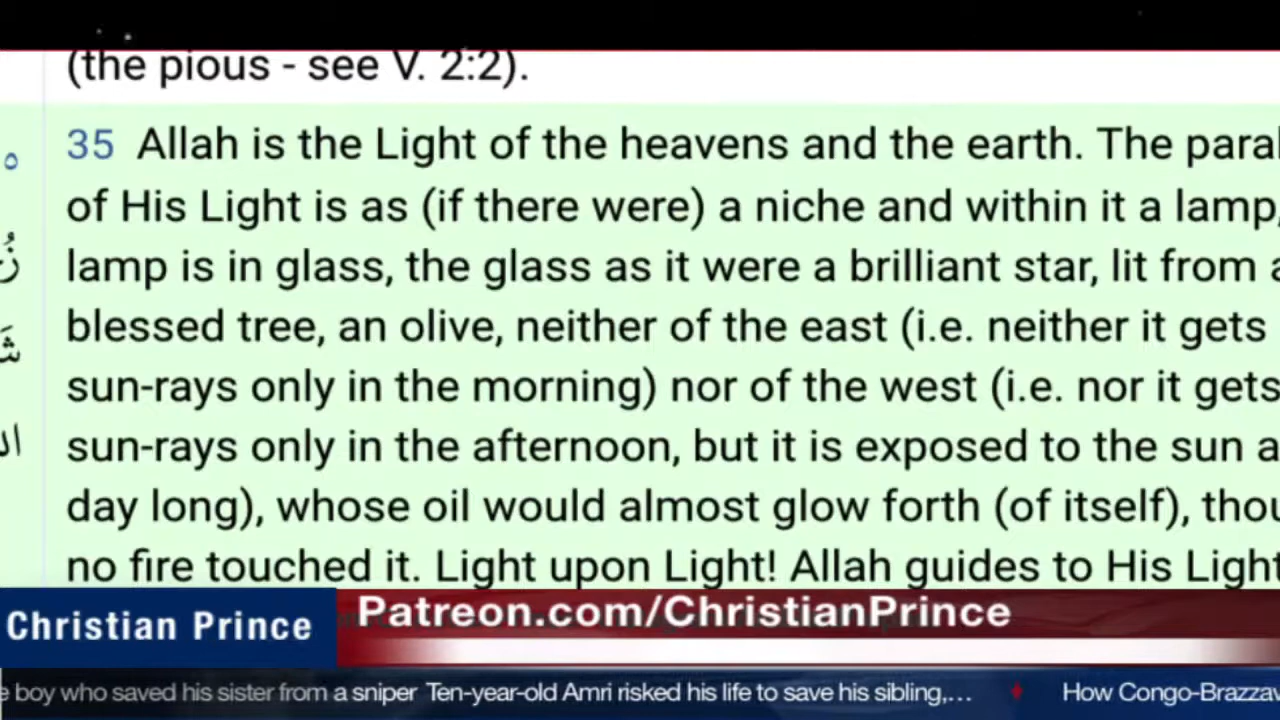 (the pious - see V. 2:2).
35 Allah is the Light of the heavens and the earth. The
of His Light is as (if there were) a niche and within it a lamp,
lamp is in glass, the glass as it were a brilliant star, lit from
blessed tree, an olive, neither of the east (i.e. neither it gets
sun-rays only in the morning) nor of the west (i.e. nor it gets
sun-rays only in the afternoon, but it is exposed to the sun
day long), whose oil would almost glow forth (of itself),
no fire touched it. Light upon Light! Allah guides to His Light
Christian Prince
Patreon.com/ChristianPrince
boy who saved his sister from a sniper Ten-year-old Amri risked his life to save his sibling,... How